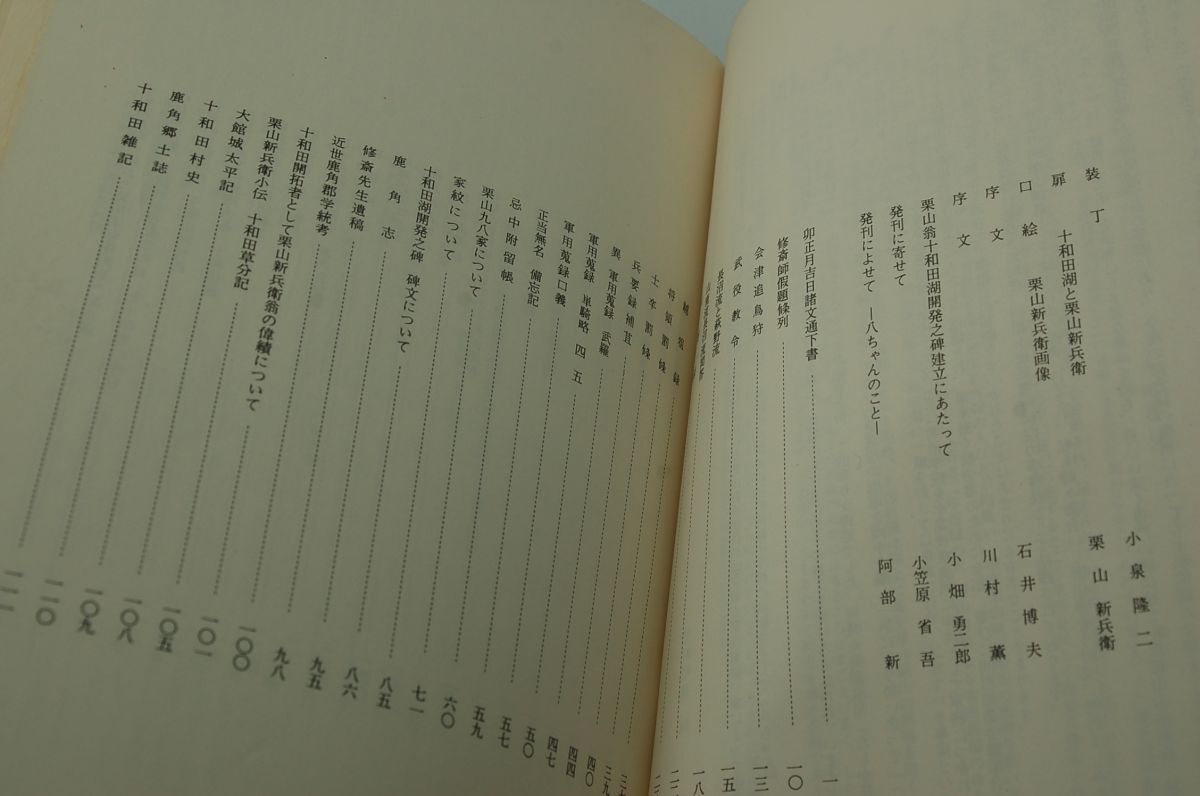 装丁 小泉隆二
扉 十和田湖と栗山新兵衛 栗山新兵衛
口絵 栗山新兵衛画像
序文 石井博夫
序文 川村薫
栗山翁十和田湖開発之碑建立にあたって 小畑勇二郎
発刊に寄せて 小笠原省吾
発刊によせて ―八ちゃんのこと― 阿部新
卯正月吉日諸文通下書 一
修斎師假題條列 一〇
会津追鳥狩 一三
武役教令 一五
長沼流と萩野流 一八
士卒割
兵要録補
異 軍用蒐録 武羅
軍用蒐録 単騎略 四五
軍用蒐録口義
正当無名 備忘記 五九
忌中附留帳 六〇
栗山九八家について 七一
家紋について 八五
十和田湖開発之碑 碑文について 八六
鹿角志 九五
修斎先生遺稿 九八
近世鹿角郡学統考 一〇〇
十和田開拓者として栗山新兵衛翁の偉績について 一〇一
栗山新兵衛小伝 十和田草分記 一〇五
大館城太平記 一〇八
十和田村史 一〇九
鹿角郷土誌 一一〇
十和田雑記 一一一